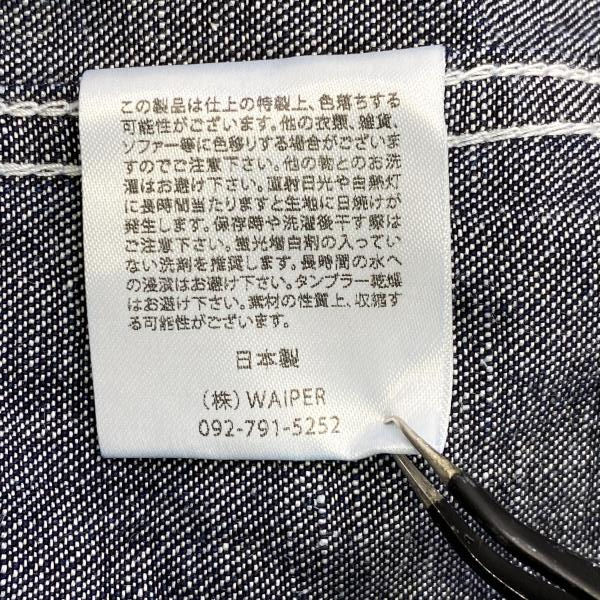 この製品は仕上の特製上、色落ちする
可能性がございます。他の衣類、雑貨、
ソファー等に色移りする場合がございま
すのでご注意下さい。他の物とのお洗
濯はお避け下さい。直射日光や白熱灯
に長時間当たりますと生地に日焼けが
発生します。保存時や洗濯後干す際は
ご注意下さい。蛍光増白剤の入ってい
ない洗剤を推奨します。長時間の水へ
の浸漬はお避け下さい。タンブラー乾燥
はお避け下さい。素材の性質上、収縮す
る可能性がございます。
日本製
(株) WAIPER
092-791-5252